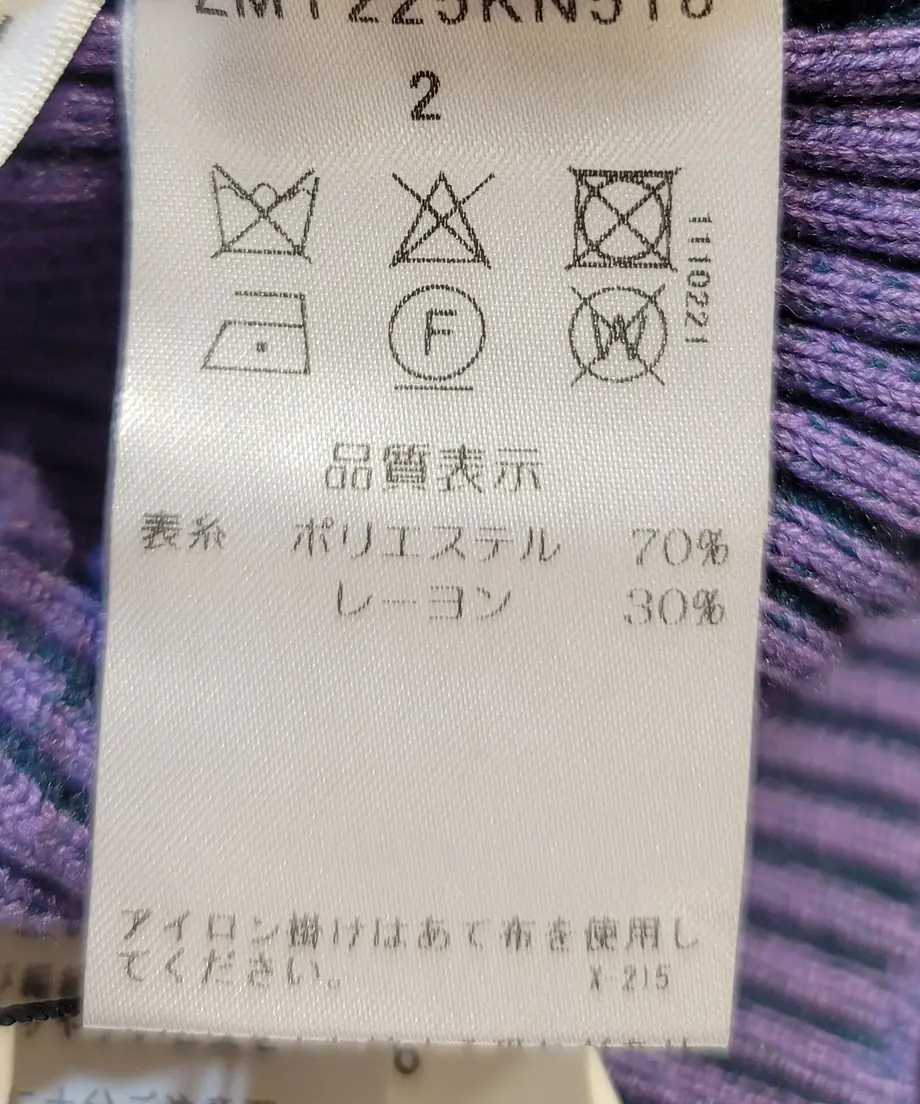 2
1110221
F
W
品質表示
表糸 ポリエステル 70%
レーヨン 30%
アイロン掛けはあて布を使用し
てください。 X-215